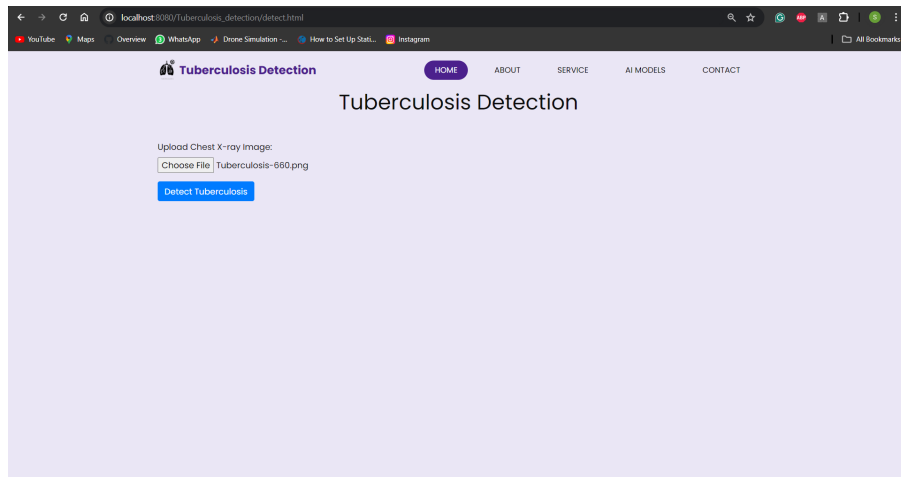 localhost:8080/Tuberculosis_detection/detect.html
YouTube Maps Overview WhatsApp Drone Simulation -... How to Set Up Stati... Instagram All Bookmarks
Tuberculosis Detection HOME ABOUT SERVICE AI MODELS CONTACT
Tuberculosis Detection
Upload Chest X-ray Image:
Choose File Tuberculosis-660.png
Detect Tuberculosis